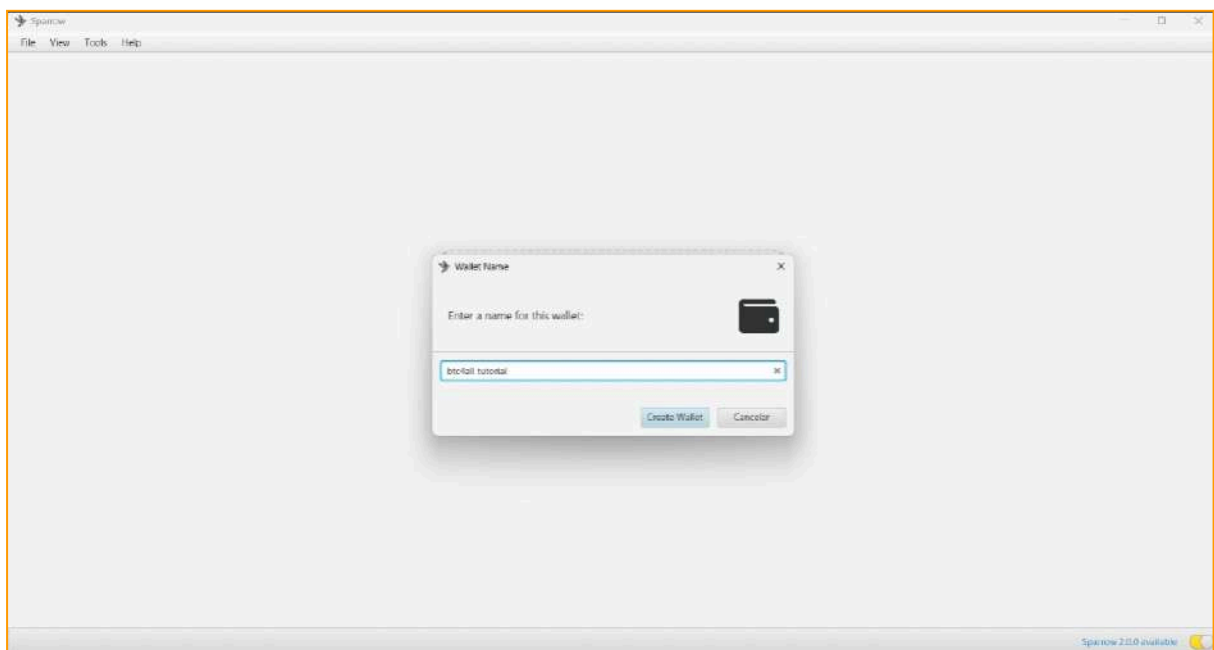 Sparrow
File View Tools Help
Wallet Name
Enter a name for this wallet:
btc4all tutorial
Create Wallet Cancelar
Sparrow 2.0.0 available